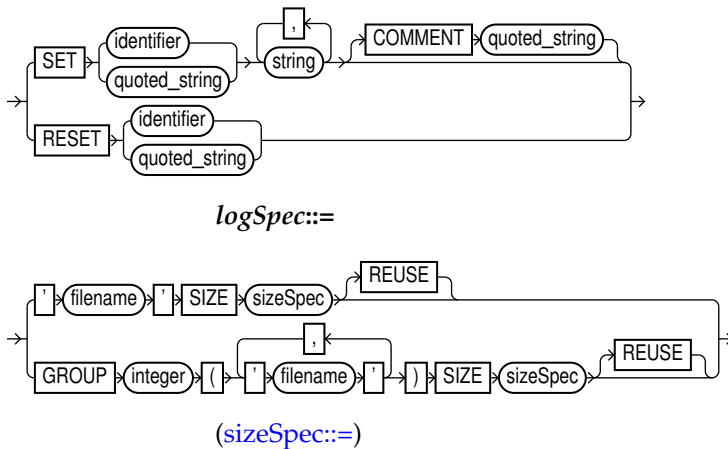 ,
identifier COMMENT quoted_string
SET string
quoted_string
identifier
RESET
quoted_string
logSpec::=
REUSE
' filename ' SIZE sizeSpec
,
REUSE
GROUP integer ( ' filename ' ) SIZE sizeSpec
(sizeSpec::=)